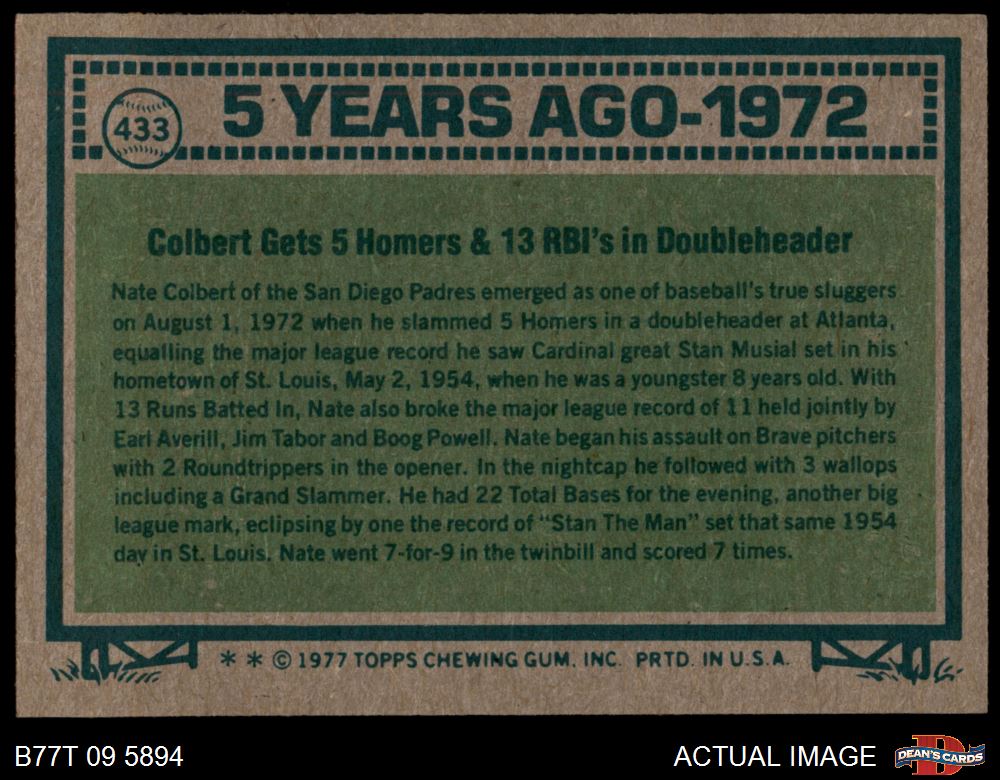 433
5 YEARS AGO-1972
Colbert Gets 5 Homers & 13 RBI's in Doubleheader
Nate Colbert of the San Diego Padres emerged as one of baseball's true sluggers
on August 1, 1972 when he slammed 5 Homers in a doubleheader at Atlanta,
equalling the major league record he saw Cardinal great Stan Musial set in his
hometown of St. Louis, May 2, 1954, when he was a youngster 8 years old. With
13 Runs Batted In, Nate also broke the major league record of 11 held jointly by
Earl Averill, Jim Tabor and Boog Powell. Nate began his assault on Brave pitchers
with 2 Roundtrippers in the opener. In the nightcap he followed with 3 wallops
including a Grand Slammer. He had 22 Total Bases for the evening, another big
league mark, eclipsing by one the record of "Stan The Man" set that same 1954
day in St. Louis. Nate went 7-for-9 in the twinbill and scored 7 times.
* * © 1977 TOPPS CHEWING GUM, INC. PRTD. IN U.S.A.
B77T 09 5894
ACTUAL IMAGE
D
DEAN'S CARDS